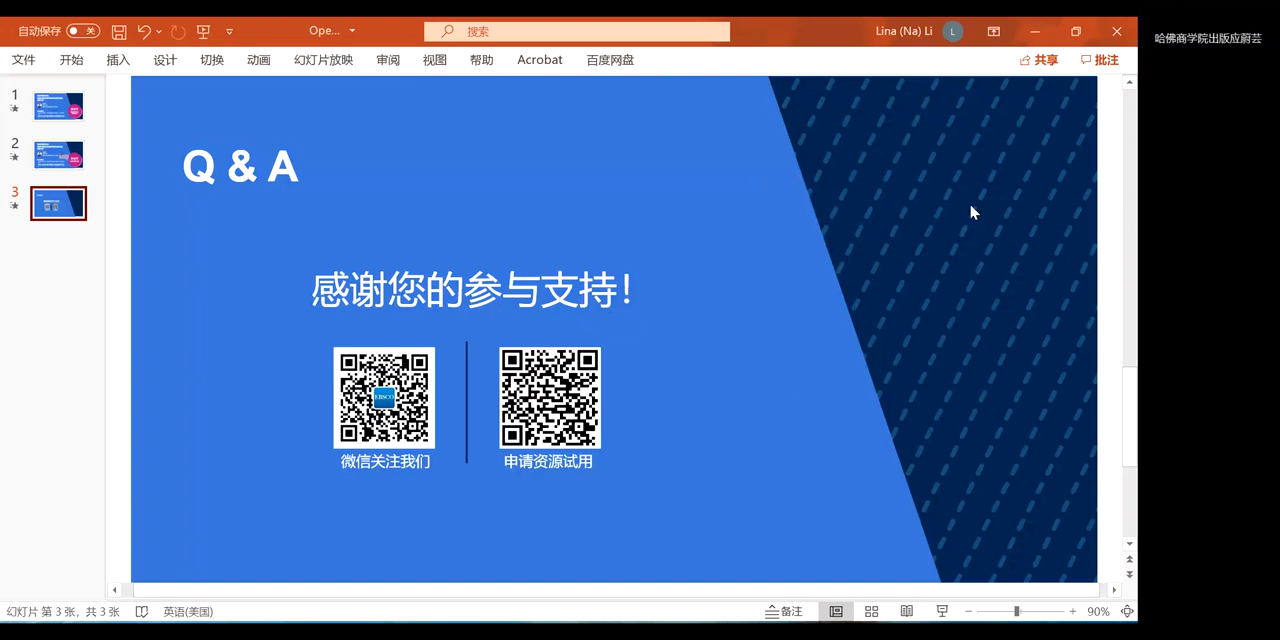 自动保存 关 Ope... 搜索 Lina (Na) Li L
哈佛商学院出版应蔚芸
文件 开始 插入 设计 切换 动画 幻灯片放映 审阅 视图 帮助 Acrobat 百度网盘 共享 批注
1
2
3
Q & A
感谢您的参与支持！
EBSCO
微信关注我们 申请资源试用
幻灯片 第 3 张，共 3 张 英语(美国) 备注 90%